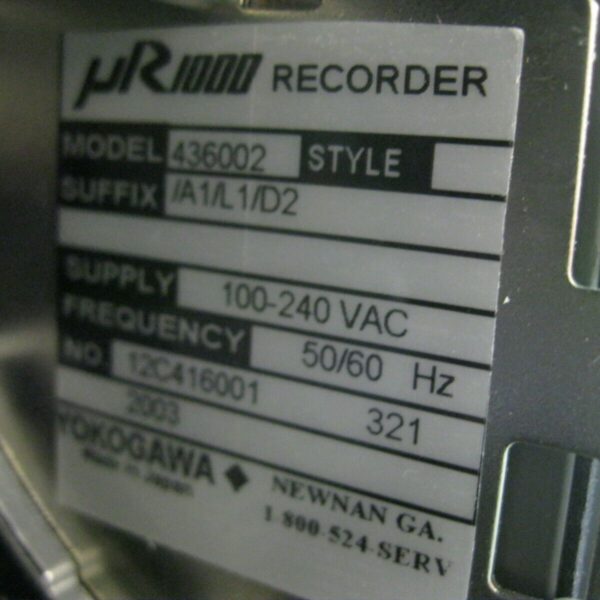 µR1000 RECORDER
MODEL 436002 STYLE
SUFFIX /A1/L1/D2
SUPPLY 100-240 VAC
FREQUENCY 50/60 Hz
NO. 12C416001 321
2003
YOKOGAWA NEWNAN GA.
Made in Japan 1-800-524-SERV